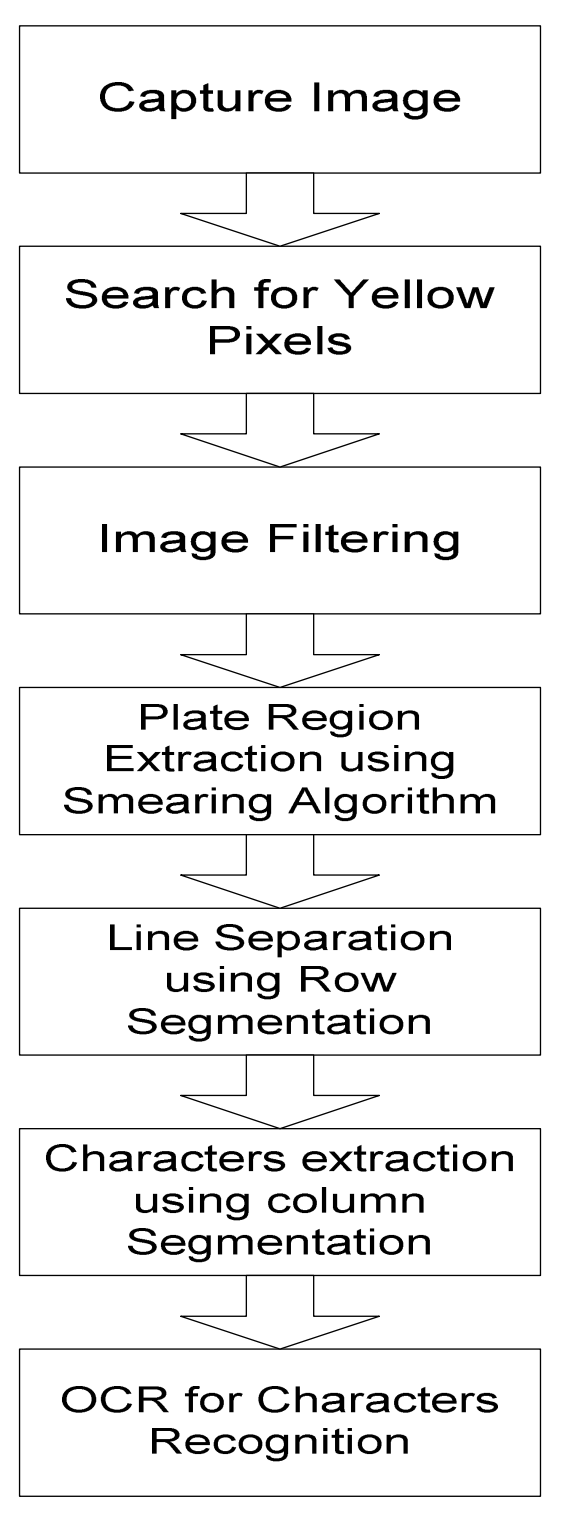 Capture Image
Search for Yellow
Pixels
Image Filtering
Plate Region
Extraction using
Smearing Algorithm
Line Separation
using Row
Segmentation
Characters extraction
using column
Segmentation
OCR for Characters
Recognition